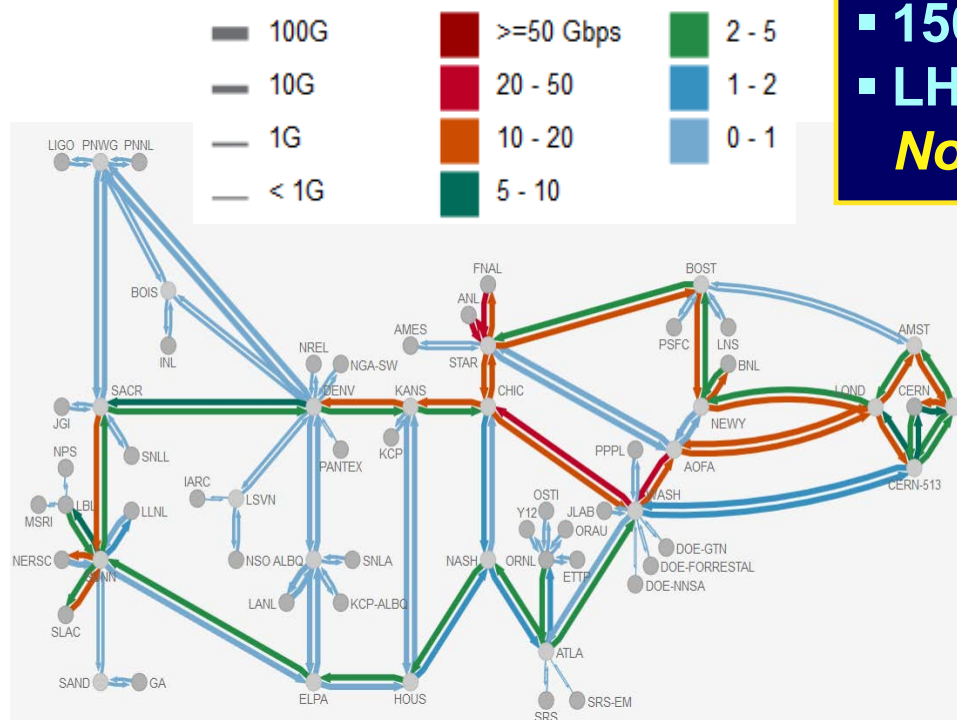 100G
>=50 Gbps
2 - 5
10G
20 - 50
1 - 2
1G
10 - 20
0 - 1
< 1G
5 - 10
▪ 150
▪ LH
No
LIGO PNWG PNNL
BOIS
INL
FNAL
ANL
BOST
AMES
STAR
PSFC LNS
AMST
NREL
NGA-SW
BNL
SACR
DENV
KANS
CHIC
LOND
CERN
JGI
NEWY
SNLL
KCP
PANTEX
PPPL
AOFA
NPS
MSRI
LBL
LLNL
IARC
LSVN
OSTI
Y12
JLAB
WASH
CERN-513
ORAU
NERSC
SUNN
NSO ALBQ
SNLA
NASH
ORNL
ETTP
DOE-GTN
DOE-FORRESTAL
DOE-NNSA
LANL
KCP-ALBQ
SLAC
ATLA
SAND
GA
ELPA
HOUS
SRS
SRS-EM